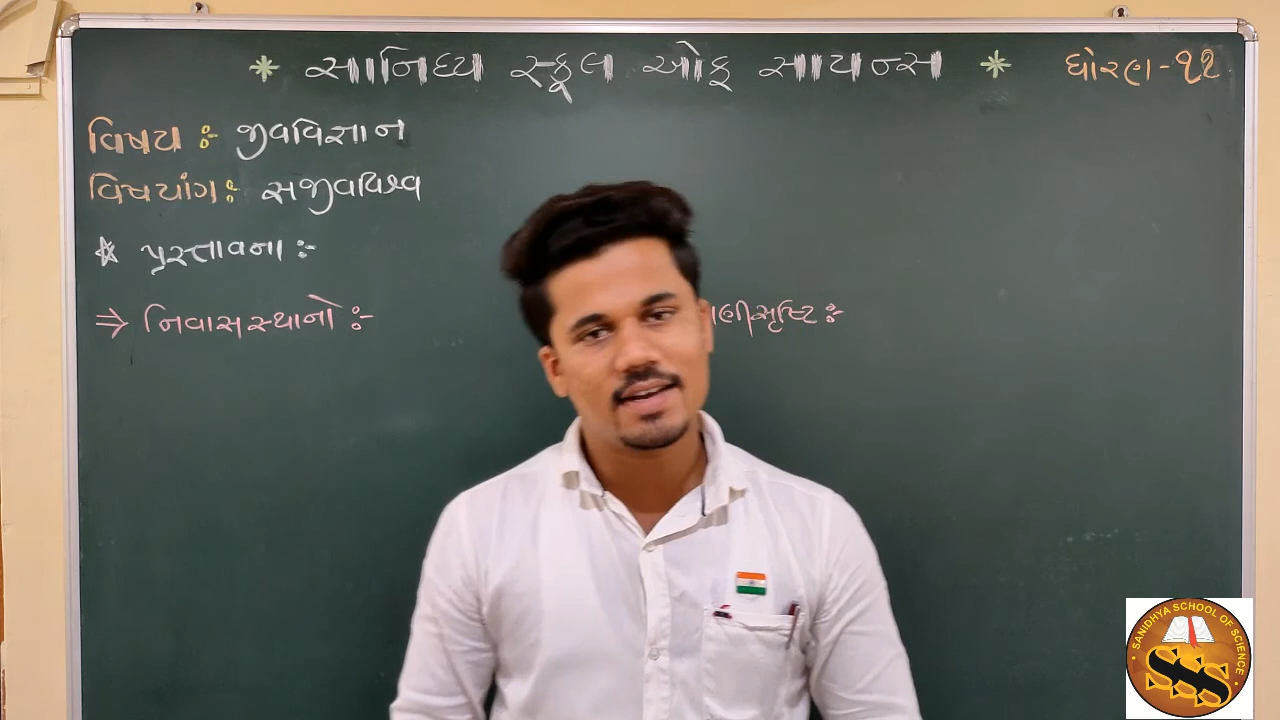 * સાનિધ્ય સ્કૂલ ઓફ સાયન્સ *
ધોરણ-૧૧
વિષય :- જીવવિજ્ઞાન
વિષયાંગ :- સજીવવિશ્વ
* પ્રસ્તાવના :-
⇒ નિવાસસ્થાનો :-
ણીસૃષ્ટિ :-
SANIDHYA SCHOOL OF SCIENCE
SSS